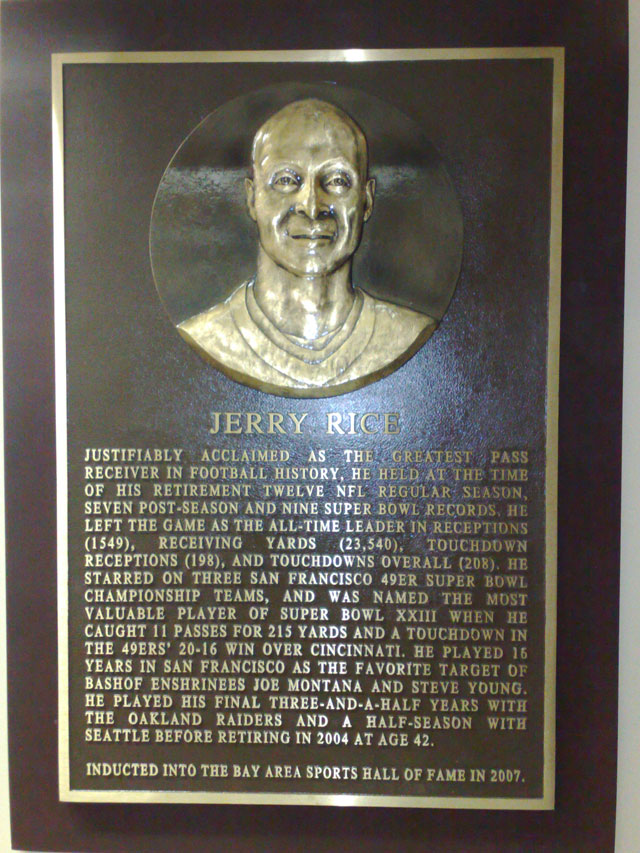 JERRY RICE
JUSTIFIABLY ACCLAIMED AS THE GREATEST PASS
RECEIVER IN FOOTBALL HISTORY, HE HELD AT THE TIME
OF HIS RETIREMENT TWELVE NFL REGULAR SEASON,
SEVEN POST-SEASON AND NINE SUPER BOWL RECORDS. HE
LEFT THE GAME AS THE ALL-TIME LEADER IN RECEPTIONS
(1549), RECEIVING YARDS (23,540), TOUCHDOWN
RECEPTIONS (198), AND TOUCHDOWNS OVERALL (208). HE
STARRED ON THREE SAN FRANCISCO 49ER SUPER BOWL
CHAMPIONSHIP TEAMS, AND WAS NAMED THE MOST
VALUABLE PLAYER OF SUPER BOWL XXIII WHEN HE
CAUGHT 11 PASSES FOR 215 YARDS AND A TOUCHDOWN IN
THE 49ERS' 20-16 WIN OVER CINCINNATI. HE PLAYED 16
YEARS IN SAN FRANCISCO AS THE FAVORITE TARGET OF
BASHOF ENSHRINEES JOE MONTANA AND STEVE YOUNG.
HE PLAYED HIS FINAL THREE-AND-A-HALF YEARS WITH
THE OAKLAND RAIDERS AND A HALF-SEASON WITH
SEATTLE BEFORE RETIRING IN 2004 AT AGE 42.
INDUCTED INTO THE BAY AREA SPORTS HALL OF FAME IN 2007.